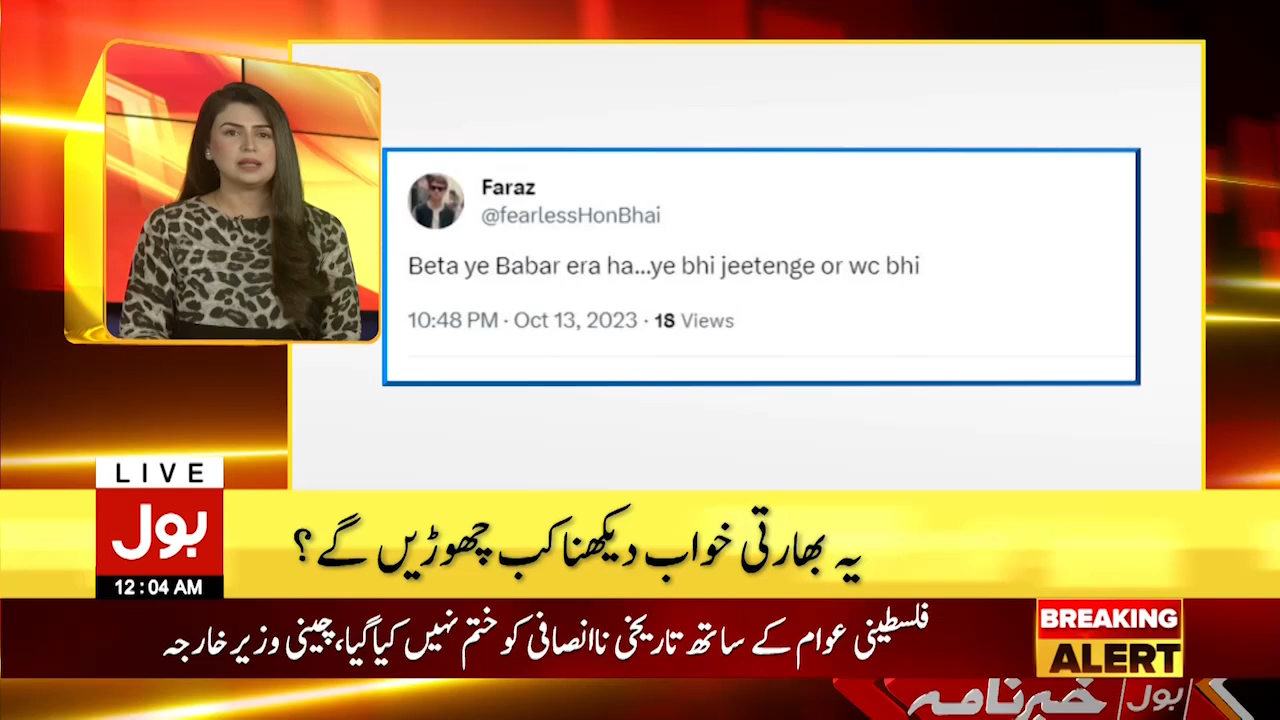 Faraz
@fearlessHonBhai
Beta ye Babar era ha...ye bhi jeetenge or wc bhi
10:48 PM · Oct 13, 2023 · 18 Views
LIVE
بول
12:04 AM
یہ بھارتی خواب دیکھنا کب چھوڑیں گے؟
فلسطینی عوام کے ساتھ تاریخی ناانصافی کو ختم نہیں کیا گیا، چینی وزیر خارجہ
BREAKING
ALERT
بول خبرنامہ